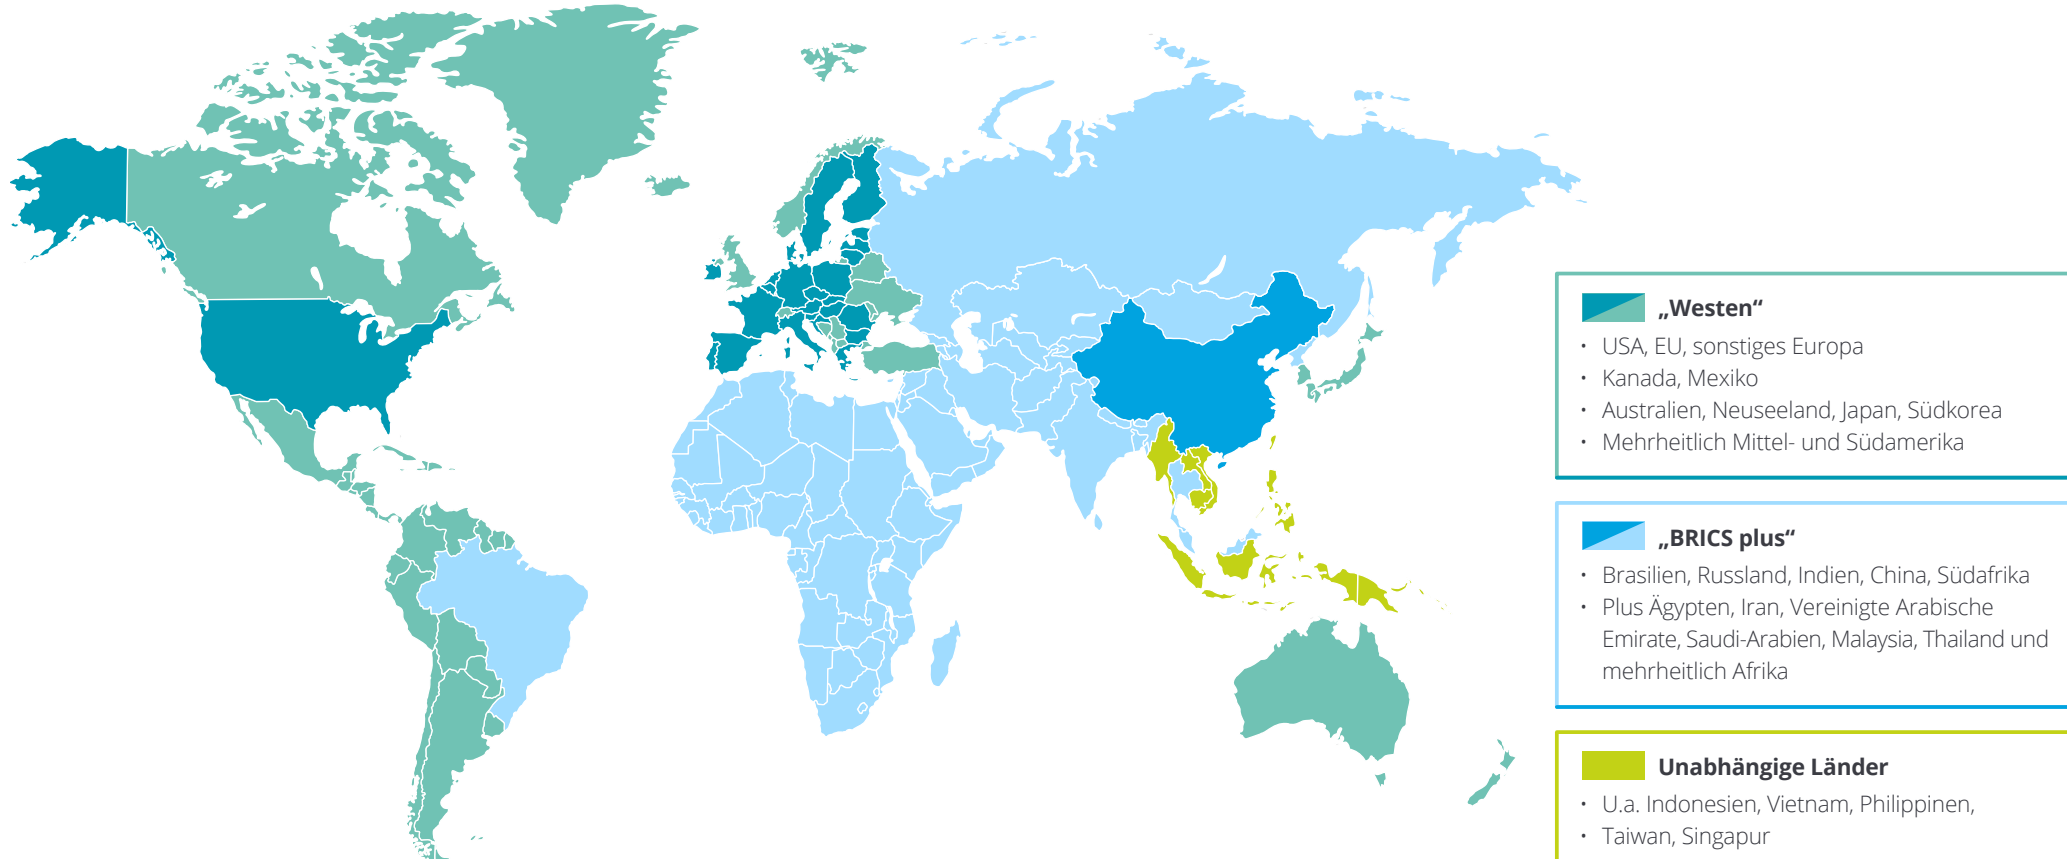 „Westen“
• USA, EU, sonstiges Europa
• Kanada, Mexiko
• Australien, Neuseeland, Japan, Südkorea
• Mehrheitlich Mittel- und Südamerika
„BRICS plus“
• Brasilien, Russland, Indien, China, Südafrika
• Plus Ägypten, Iran, Vereinigte Arabische
Emirate, Saudi-Arabien, Malaysia, Thailand und
mehrheitlich Afrika
Unabhängige Länder
• U.a. Indonesien, Vietnam, Philippinen,
• Taiwan, Singapur